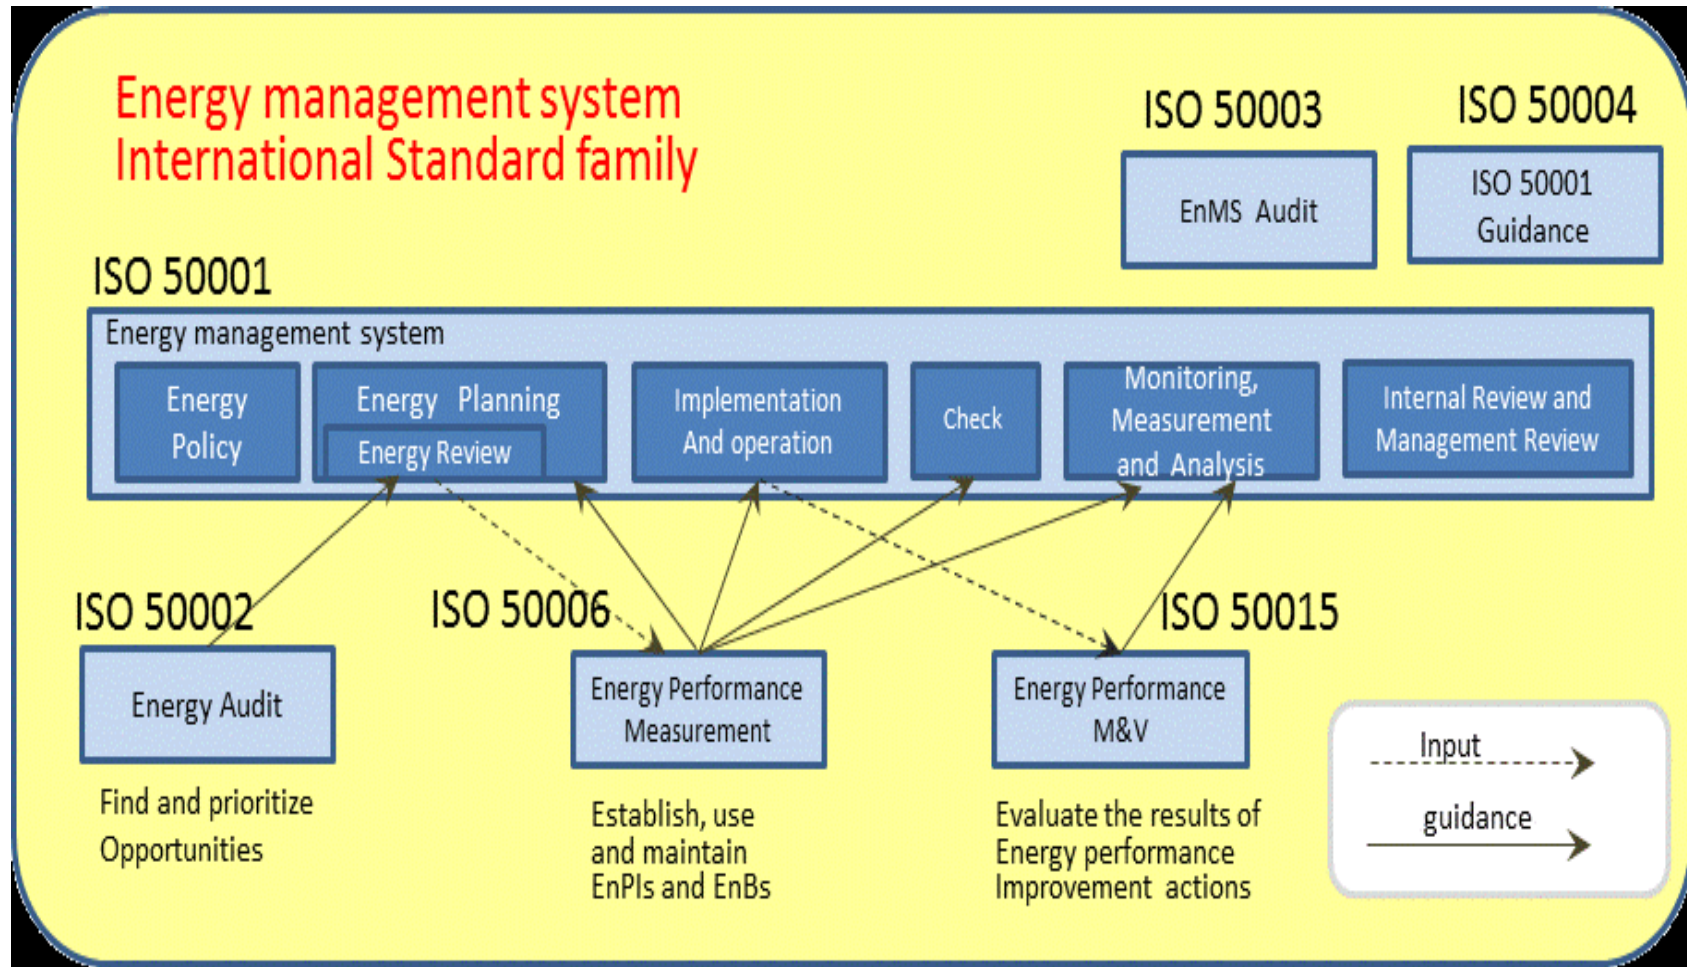 Energy management system
International Standard family
ISO 50003
ISO 50004
EnMS Audit
ISO 50001
Guidance
ISO 50001
Energy management system
Energy
Policy
Energy Planning
Energy Review
Implementation
And operation
Check
Monitoring,
Measurement
and Analysis
Internal Review and
Management Review
ISO 50002
ISO 50006
ISO 50015
Energy Audit
Energy Performance
Measurement
Energy Performance
M&V
Find and prioritize
Opportunities
Establish, use
and maintain
EnPIs and EnBs
Evaluate the results of
Energy performance
Improvement actions
Input
guidance